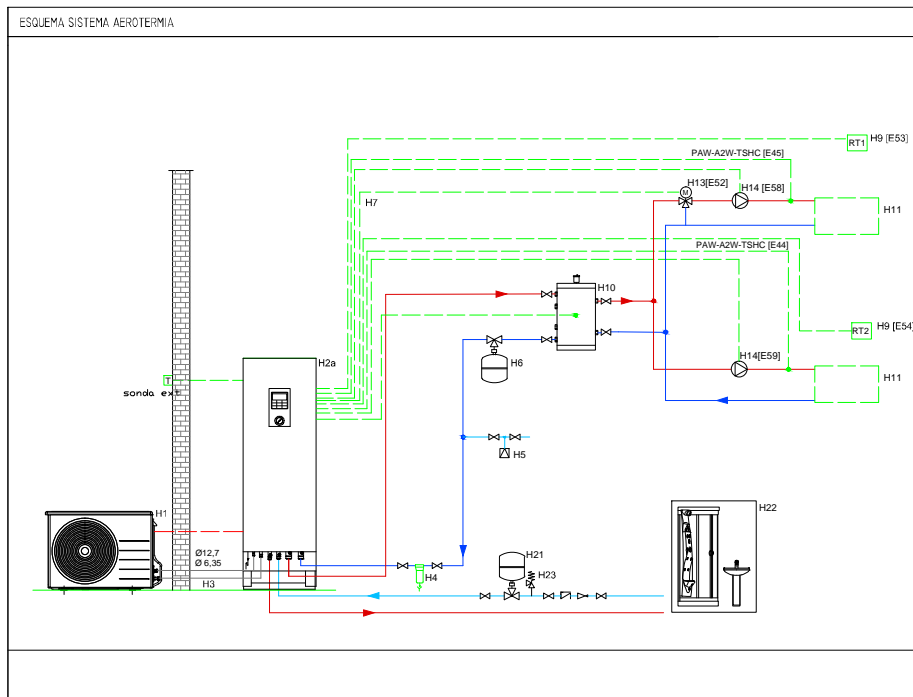 ESQUEMA SISTEMA AEROTERMIA
RT1
H9 [E53]
PAW-A2W-TSHC [E45]
H13[E52]
M
H14 [E58]
H7
H11
PAW-A2W-TSHC [E44]
H10
RT2
H9 [E54]
H6
H14[E59]
H2a
T
sonda ext
H11
H5
H1
H22
Ø12,7
Ø 6,35
H21
H23
H4
H3